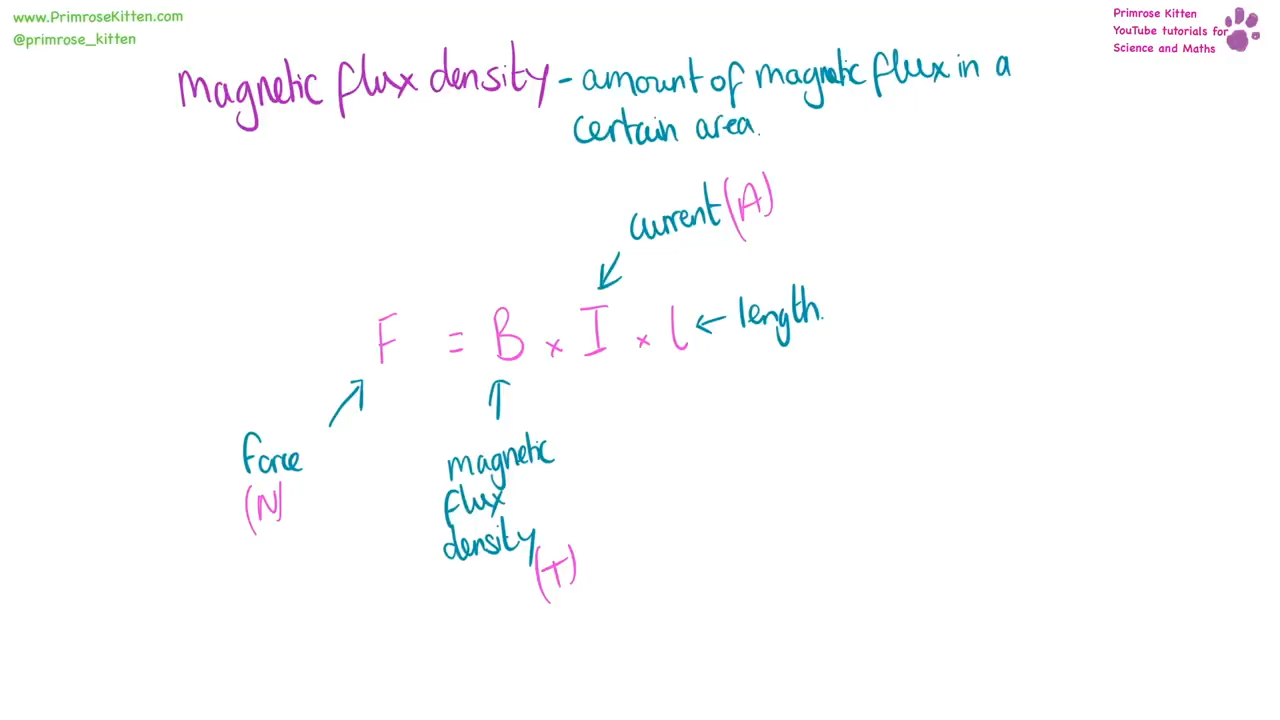 www.PrimroseKitten.com
@primrose_kitten
Primrose Kitten
YouTube tutorials for
Science and Maths
magnetic flux density - amount of magnetic flux in a
certain area.
current (A)
F = B × I × l ← length.
force
(N)
magnetic
flux
density
(T)